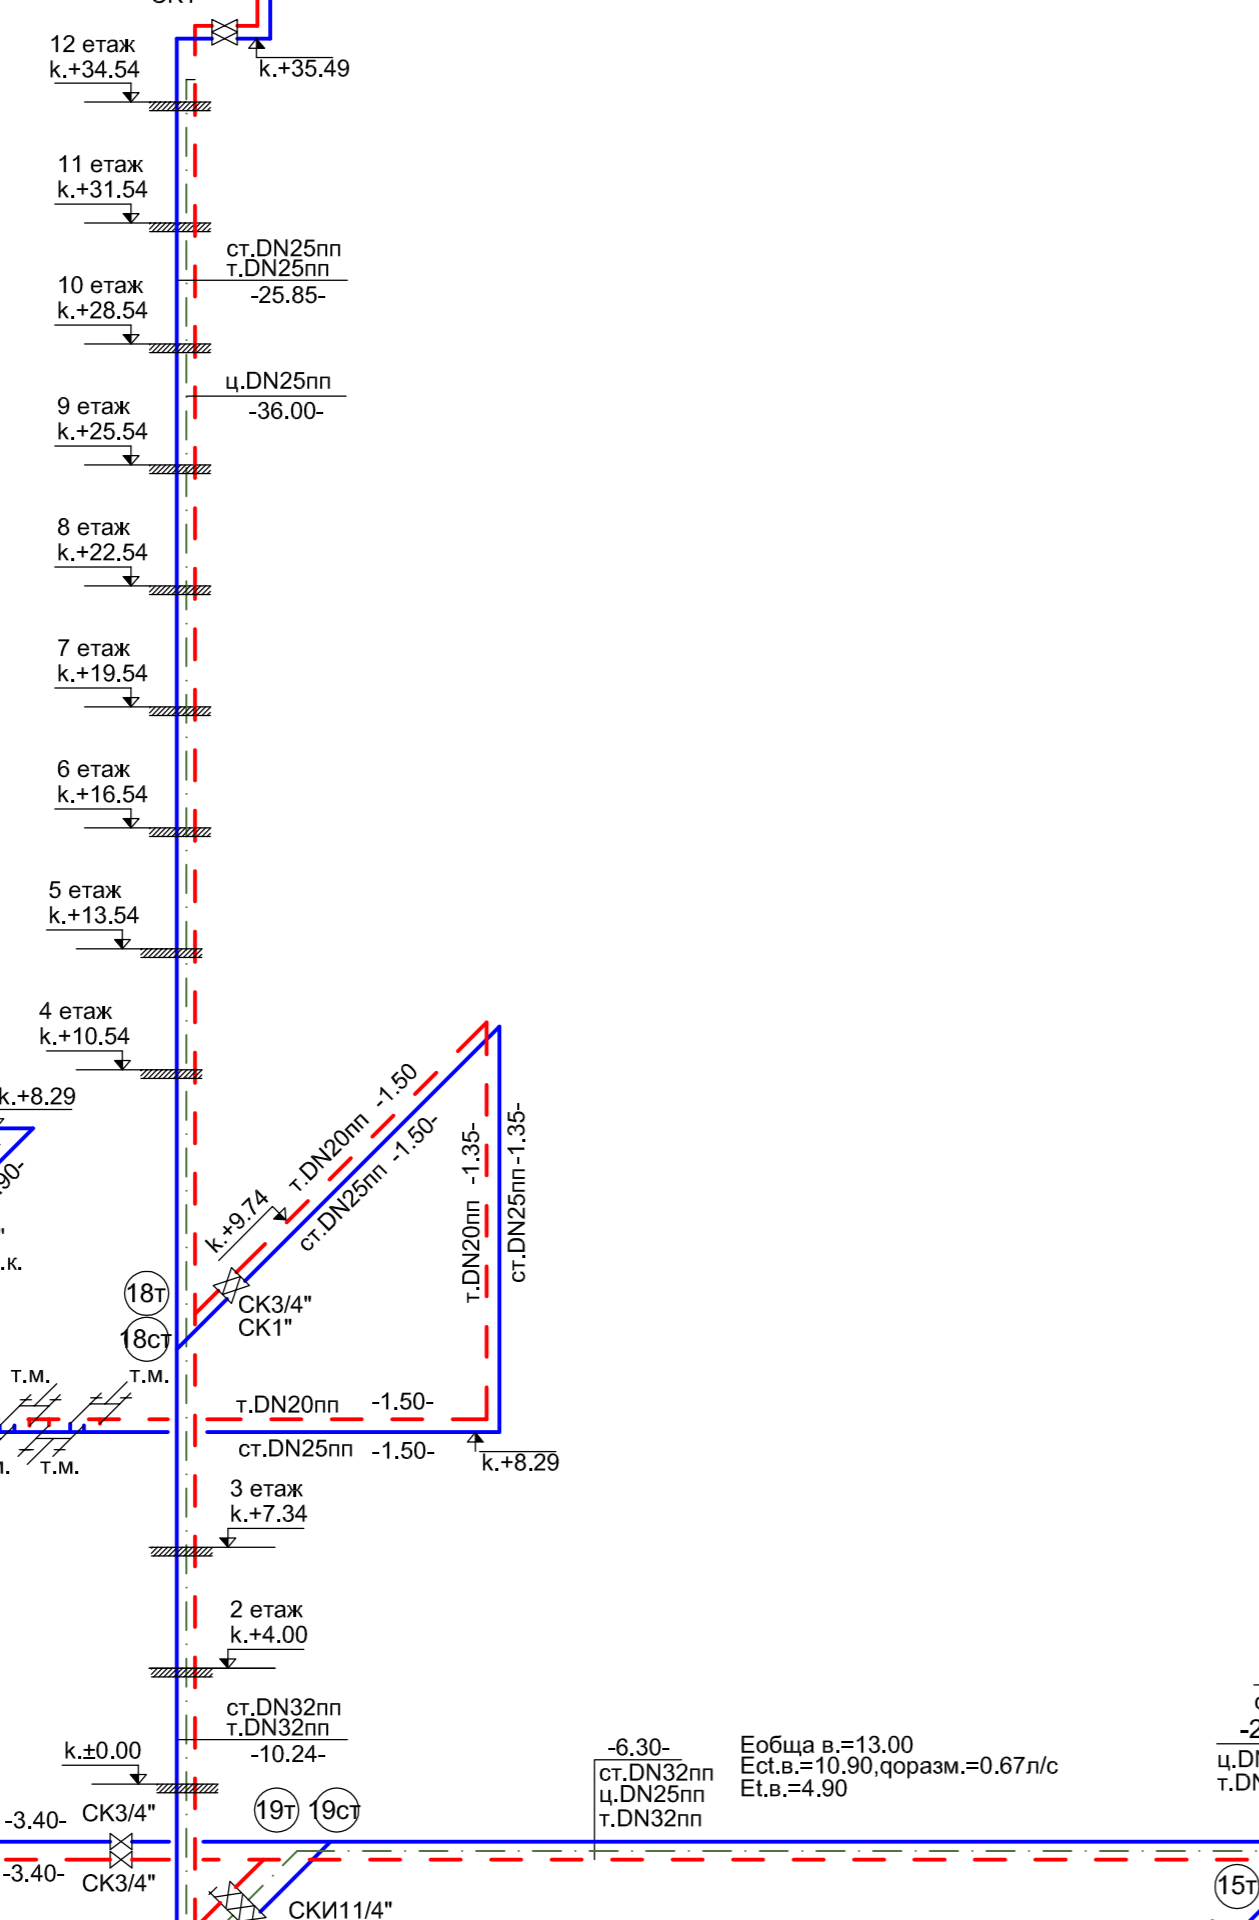 12 етаж
k.+34.54
k.+35.49
11 етаж
k.+31.54
ст.DN25пп
т.DN25пп
-25.85-
10 етаж
k.+28.54
ц.DN25пп
-36.00-
9 етаж
k.+25.54
8 етаж
k.+22.54
7 етаж
k.+19.54
6 етаж
k.+16.54
5 етаж
k.+13.54
4 етаж
k.+10.54
k.+8.29
т.DN20пп -1.50
ст.DN25пп -1.50-
k.+9.74
т.DN20пп -1.35-
ст.DN25пп-1.35-
.к.
18т
СК3/4"
СК1"
18ст
т.м.
т.м.
т.DN20пп -1.50-
ст.DN25пп -1.50-
k.+8.29
т.м.
3 етаж
k.+7.34
2 етаж
k.+4.00
ст.DN32пп
т.DN32пп
-10.24-
k.±0.00
-6.30-
ст.DN32пп
ц.DN25пп
т.DN32пп
Eобща в.=13.00
Eст.в.=10.90,qоразм.=0.67л/с
Et.в.=4.90
-3.40-
СК3/4"
19т
19ст
-3.40-
СК3/4"
15т
СКИ11/4"